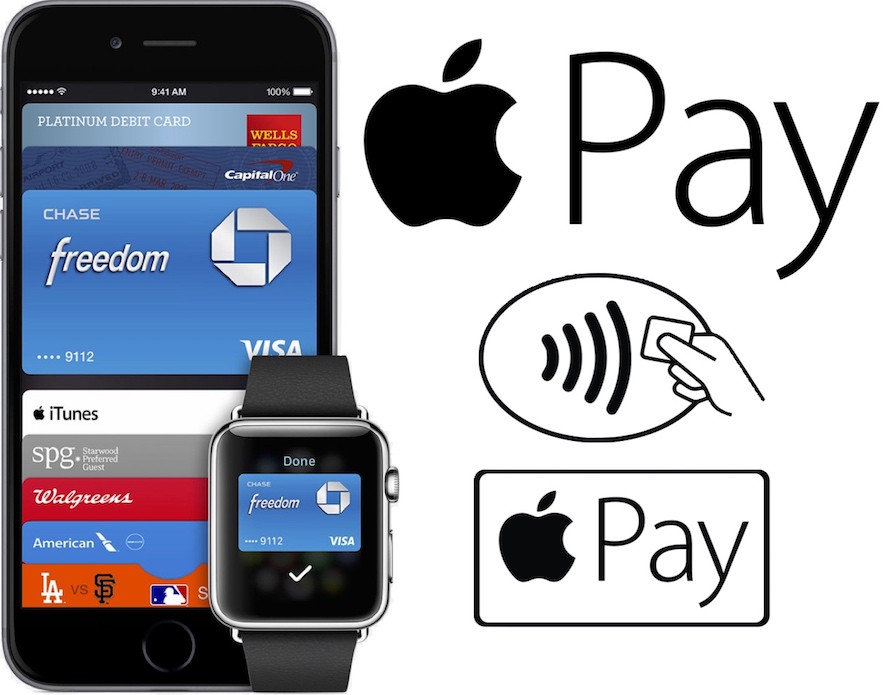 9:41 AM 100%
PLATINUM DEBIT CARD
WELLS
FARGO
CapitalOne
CHASE
freedom
•••• 9112
VISA
iTunes
spg. Starwood
Preferred
Guest
Walgreens
American
LA VS SF
S
Done
CHASE
freedom
•••• 9112
VISA
Pay
Pay